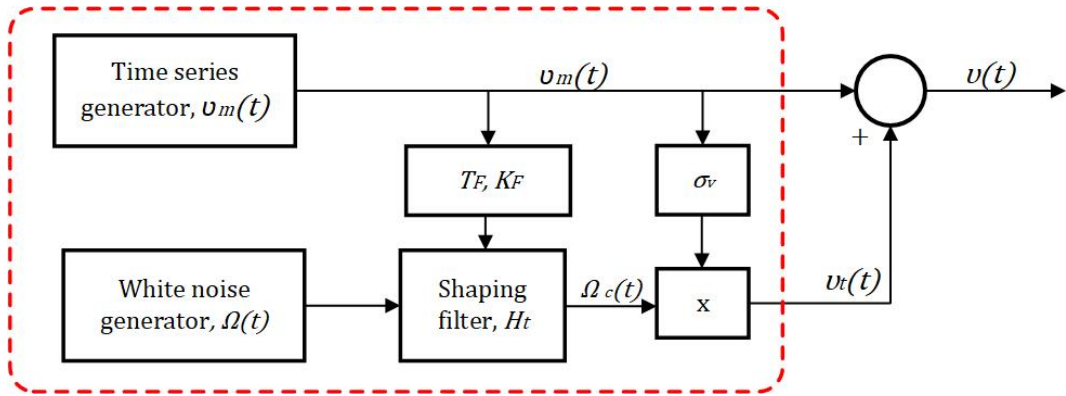 Time series
generator, υm(t)
υm(t)
υ(t)
+
TF, KF
σv
White noise
generator, Ω(t)
Shaping
filter, Ht
Ω c(t)
x
υt(t)